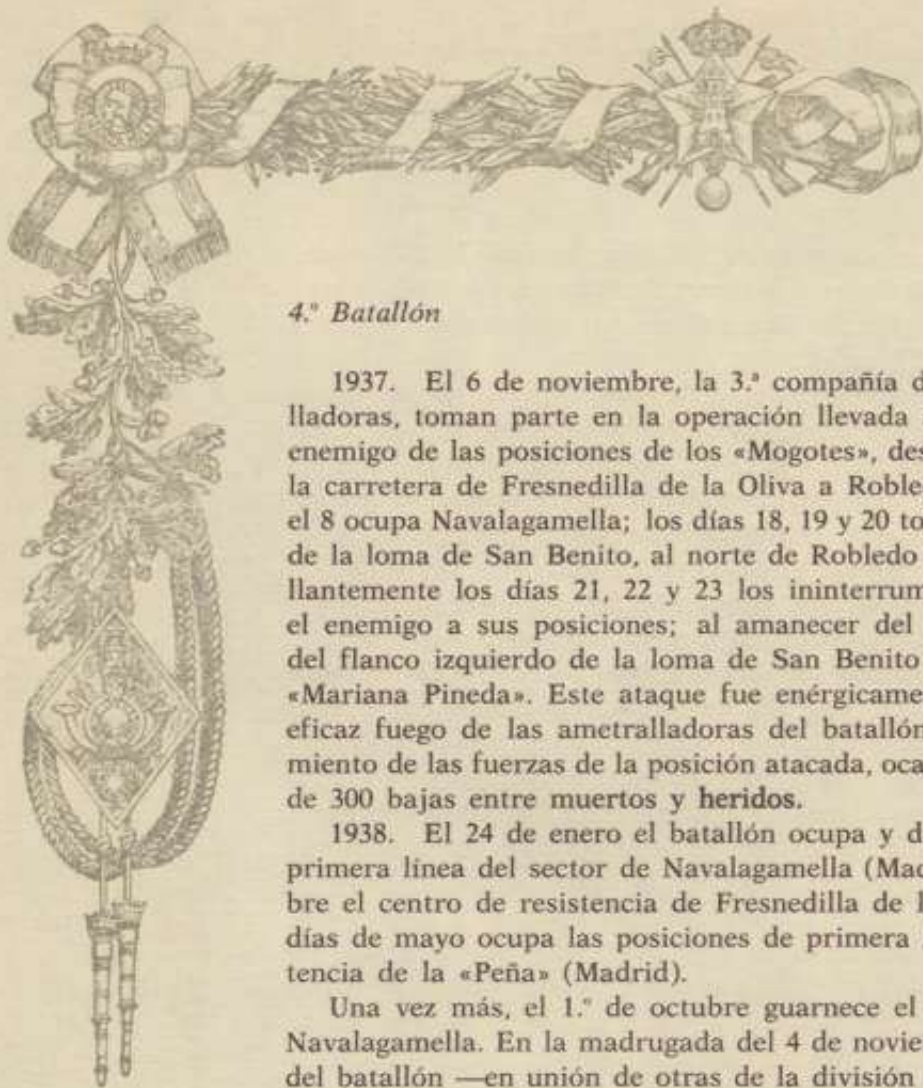 4.º Batallón
1937. El 6 de noviembre, la 3.ª compañía d
lladoras, toman parte en la operación llevada
enemigo de las posiciones de los «Mogotes», des
la carretera de Fresnedilla de la Oliva a Roble
el 8 ocupa Navalagamella; los días 18, 19 y 20 to
de la loma de San Benito, al norte de Robledo
llantemente los días 21, 22 y 23 los ininterrum
el enemigo a sus posiciones; al amanecer del
del flanco izquierdo de la loma de San Benito
«Mariana Pineda». Este ataque fue enérgicame
eficaz fuego de las ametralladoras del batallón
miento de las fuerzas de la posición atacada, oca
de 300 bajas entre muertos y heridos.
1938. El 24 de enero el batallón ocupa y d
primera línea del sector de Navalagamella (Mad
bre el centro de resistencia de Fresnedilla de l
días de mayo ocupa las posiciones de primera
tencia de la «Peña» (Madrid).
Una vez más, el 1.º de octubre guarnece el
Navalagamella. En la madrugada del 4 de novie
del batallón —en unión de otras de la división